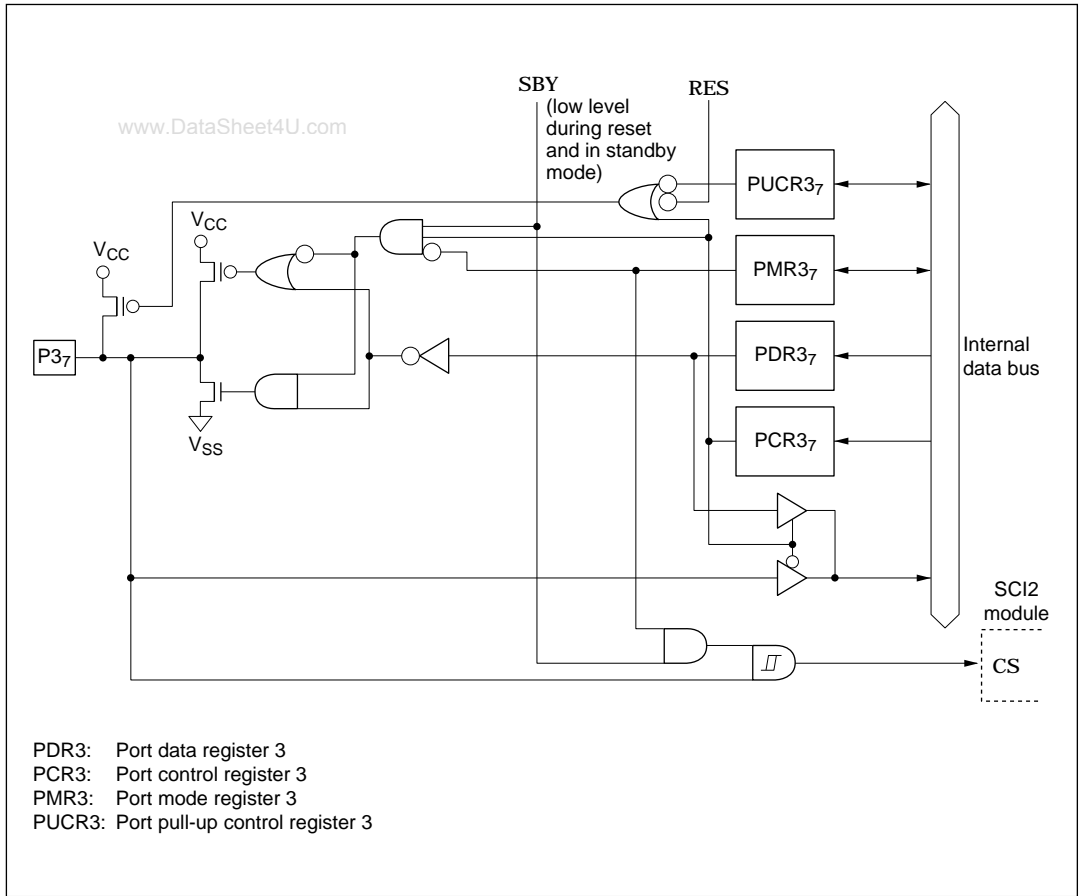 SBY
(low level
during reset
and in standby
mode)
RES
www.DataSheet4U.com
PUCR3₇
VCC
VCC
PMR3₇
P3₇
PDR3₇
Internal
data bus
VSS
PCR3₇
SCI2
module
CS
PDR3: Port data register 3
PCR3: Port control register 3
PMR3: Port mode register 3
PUCR3: Port pull-up control register 3